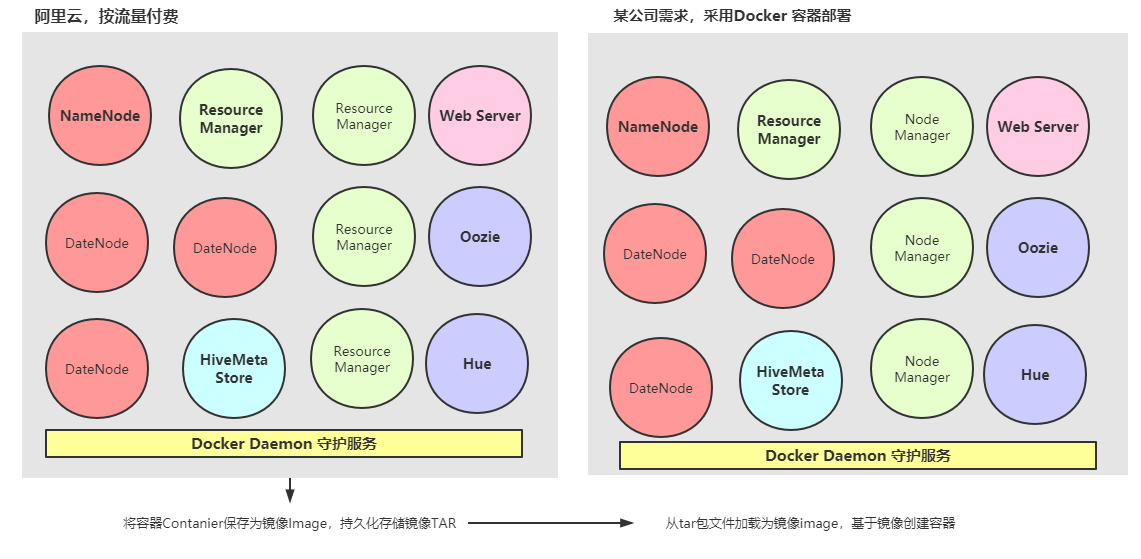 阿里云，按流量付费
NameNode
Resource
Manager
Resource
Manager
Web Server
DateNode
DateNode
Resource
Manager
Oozie
DateNode
HiveMeta
Store
Resource
Manager
Hue
Docker Daemon 守护服务
将容器Contanier保存为镜像Image，持久化存储镜像TAR
某公司需求，采用Docker 容器部署
NameNode
Resource
Manager
Node
Manager
Web Server
DateNode
DateNode
Node
Manager
Oozie
DateNode
HiveMeta
Store
Node
Manager
Hue
Docker Daemon 守护服务
从tar包文件加载为镜像image，基于镜像创建容器